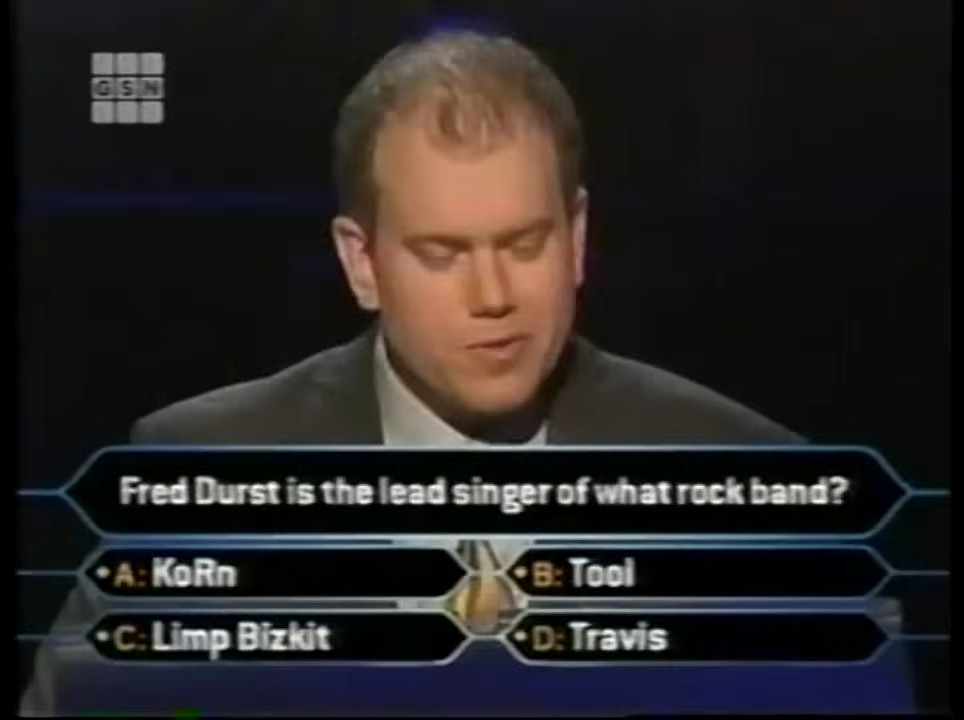 GSN
Fred Durst is the lead singer of what rock band?
A: KoRn
B: Tool
C: Limp Bizkit
D: Travis